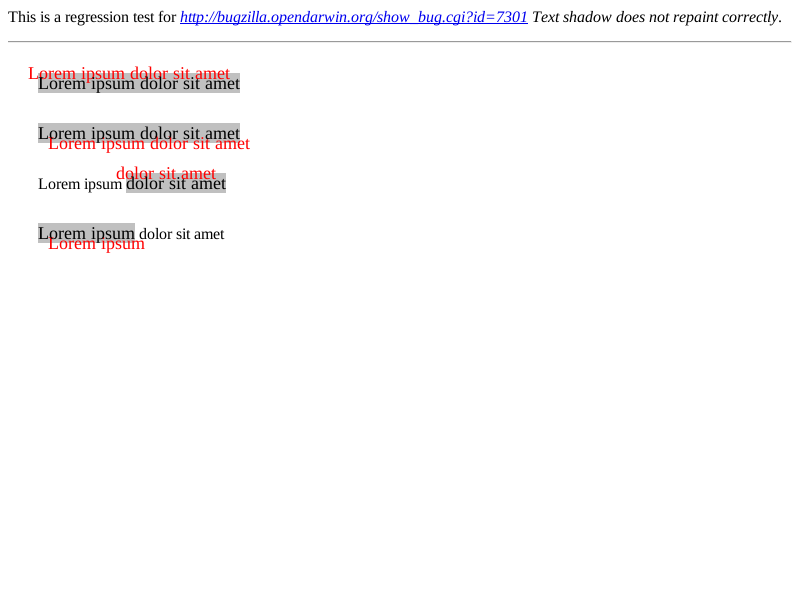 This is a regression test for http://bugzilla.opendarwin.org/show_bug.cgi?id=7301 Text shadow does not repaint correctly.
Lorem ipsum dolor sit amet
Lorem ipsum dolor sit amet
Lorem ipsum dolor sit amet
Lorem ipsum dolor sit amet
dolor sit amet
Lorem ipsum dolor sit amet
Lorem ipsum dolor sit amet
Lorem ipsum